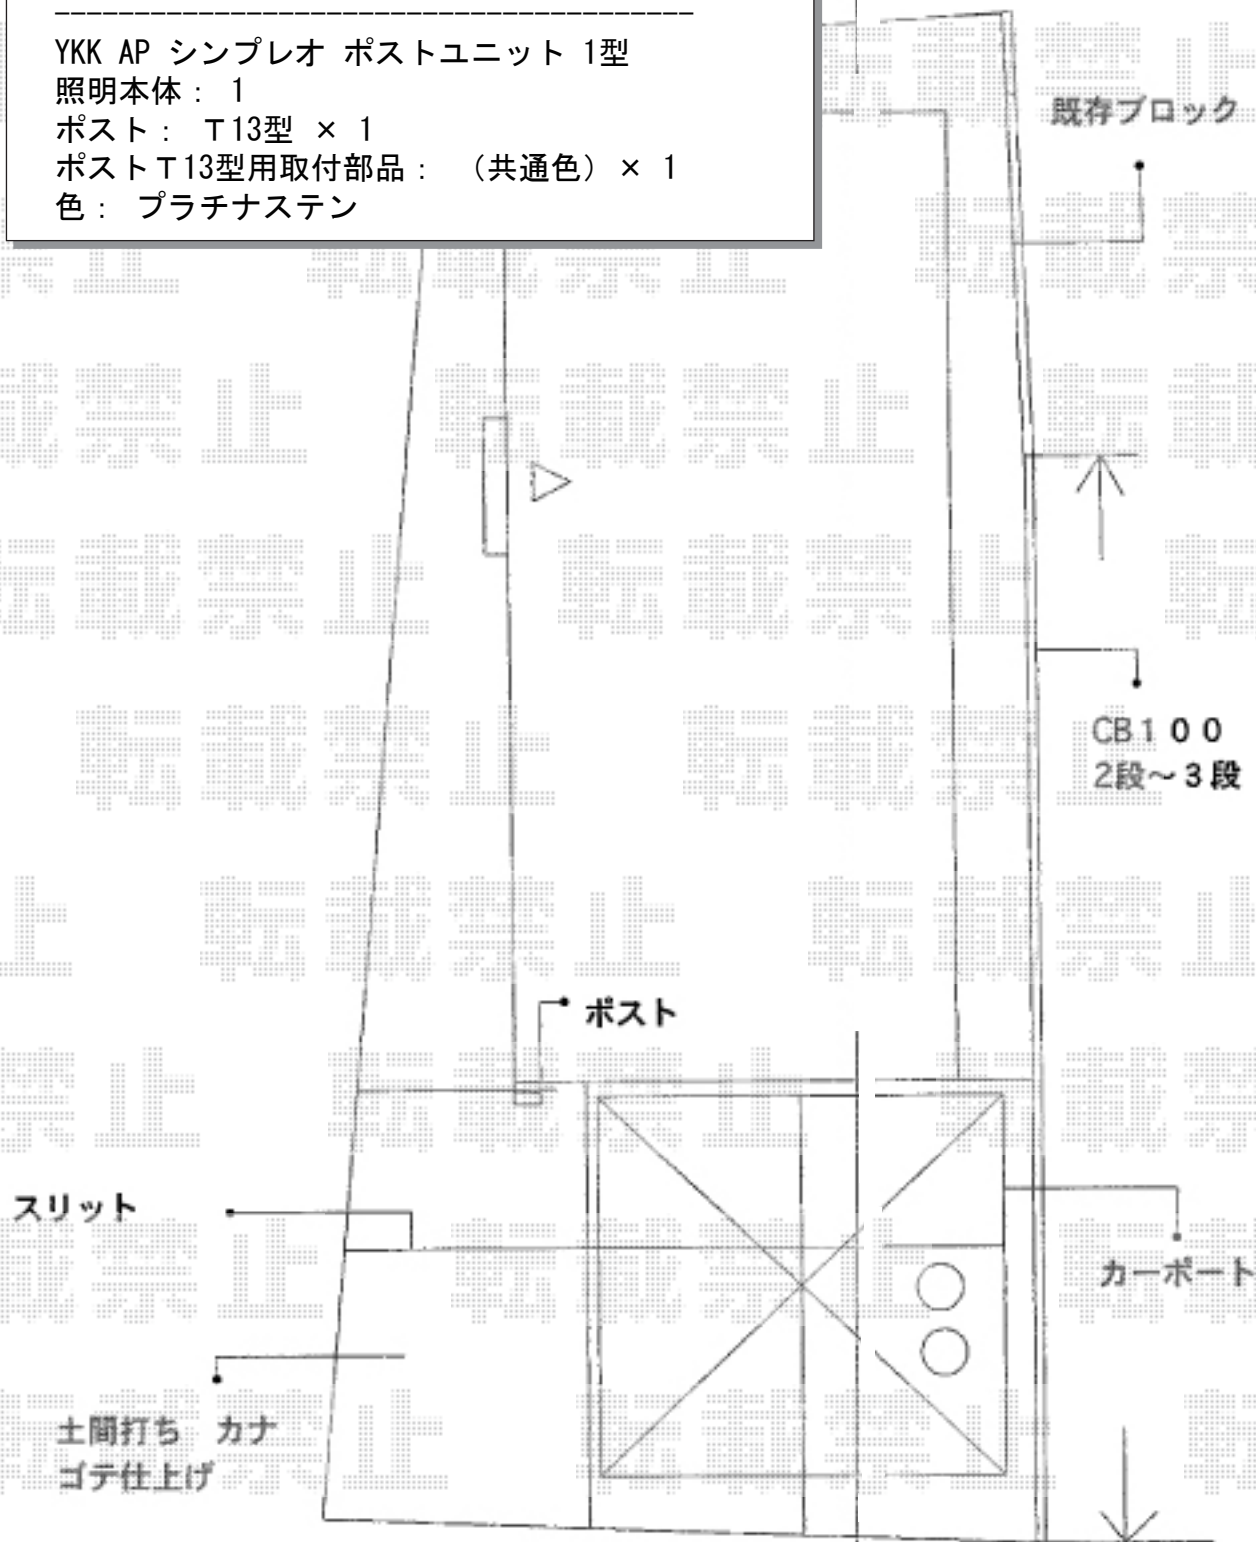 YKK AP シンプレオ ポストユニット 1型
照明本体： 1
ポスト： T13型 × 1
ポストT13型用取付部品： （共通色）× 1
色： プラチナステン
既存ブロック
CB100
2段～3段
ポスト
スリット
カーポート
土間打ち　カナ
ゴテ仕上げ
転載禁止